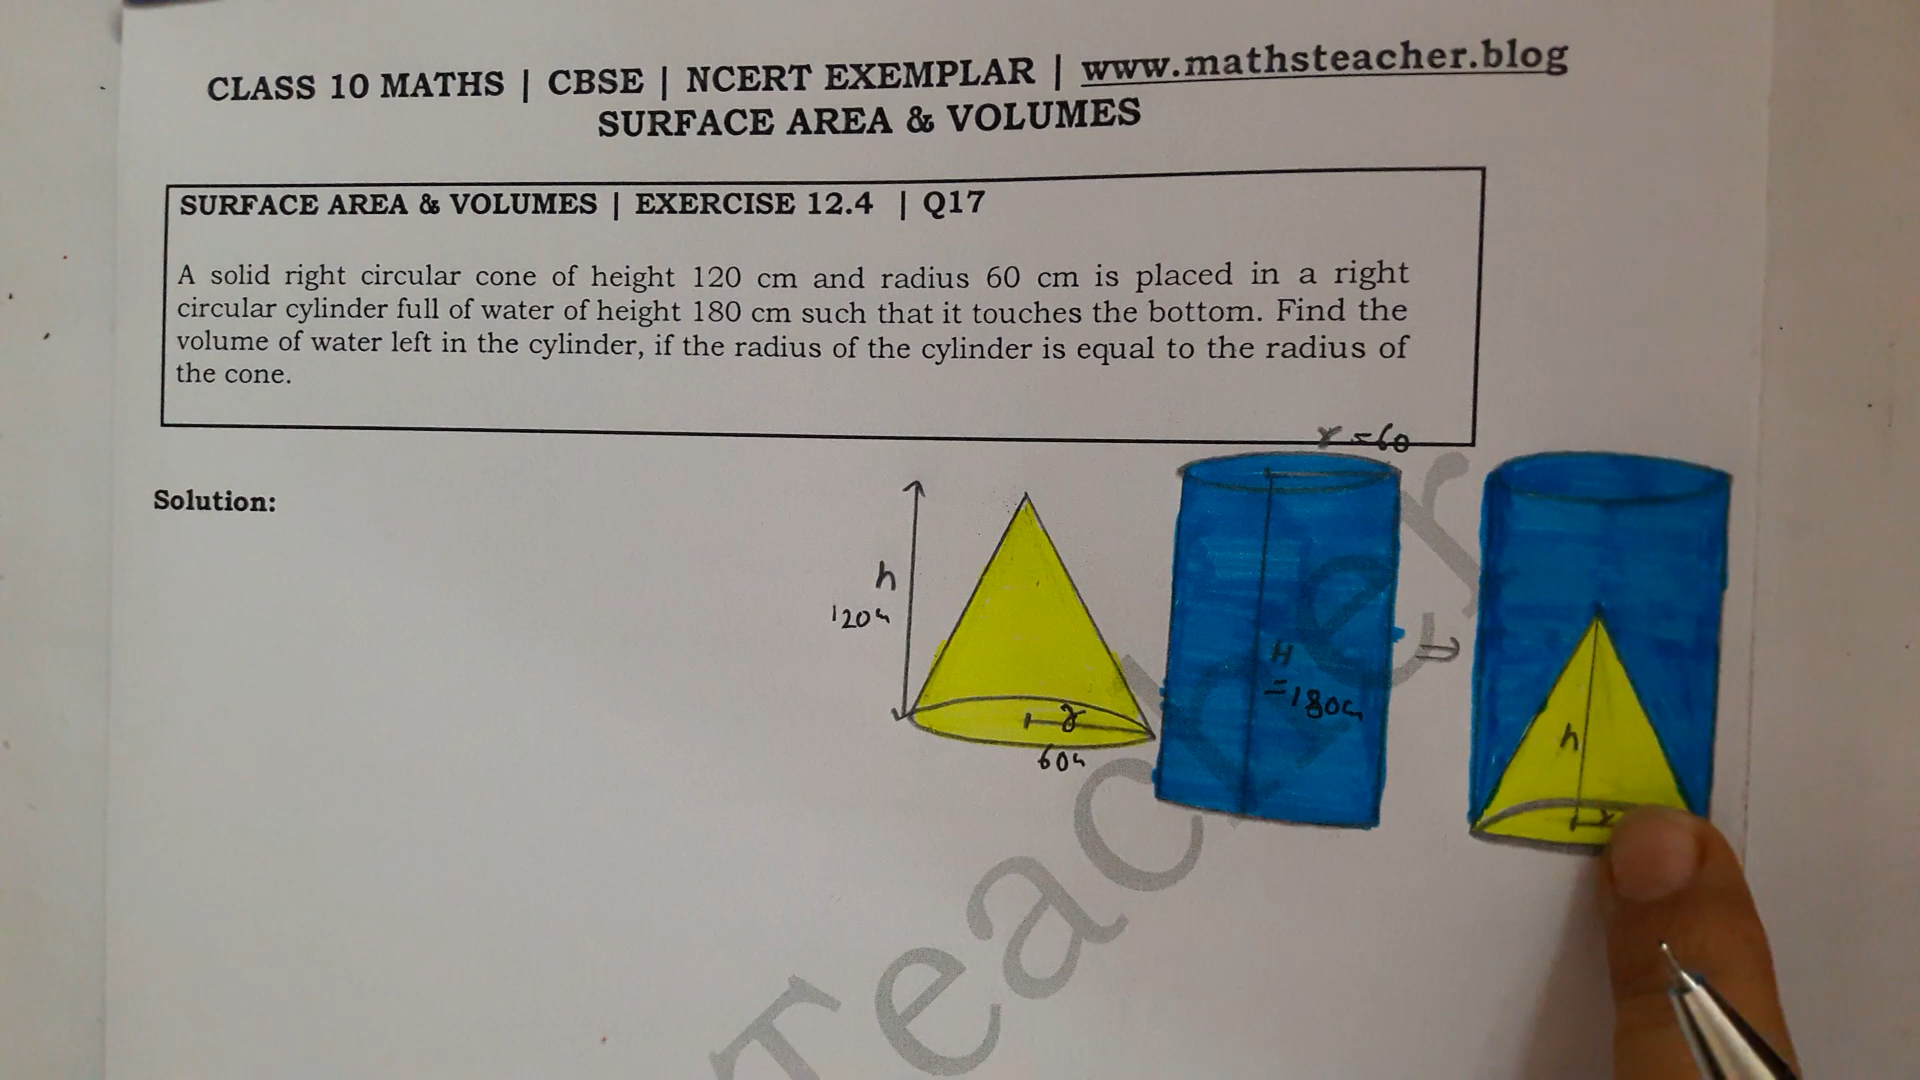 CLASS 10 MATHS | CBSE | NCERT EXEMPLAR | www.mathsteacher.blog
SURFACE AREA & VOLUMES
SURFACE AREA & VOLUMES | EXERCISE 12.4 | Q17
A solid right circular cone of height 120 cm and radius 60 cm is placed in a right
circular cylinder full of water of height 180 cm such that it touches the bottom. Find the
volume of water left in the cylinder, if the radius of the cylinder is equal to the radius of
the cone.
r = 60
Solution:
h
120cm
r
60cm
H
=180cm
h
r
Teacher